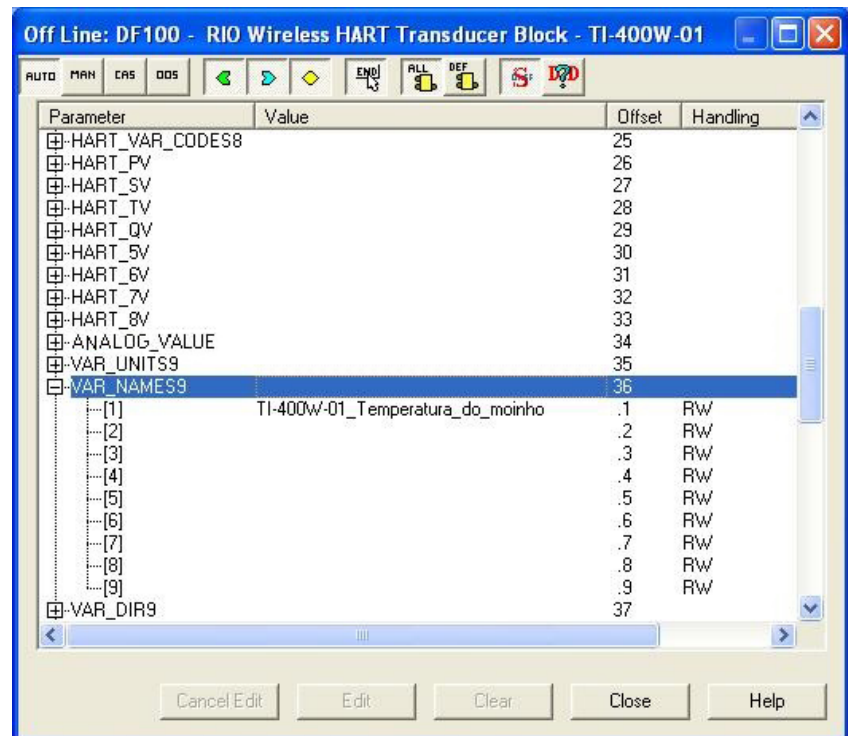 Off Line: DF100 - RIO Wireless HART Transducer Block - TI-400W-01
AUTO MAN CAS OOS END ALL DEF
Parameter Value Offset Handling
HART_VAR_CODES8 25
HART_PV 26
HART_SV 27
HART_TV 28
HART_QV 29
HART_5V 30
HART_6V 31
HART_7V 32
HART_8V 33
ANALOG_VALUE 34
VAR_UNITS9 35
VAR_NAMES9 36
[1] TI-400W-01_Temperatura_do_moinho .1 RW
[2] .2 RW
[3] .3 RW
[4] .4 RW
[5] .5 RW
[6] .6 RW
[7] .7 RW
[8] .8 RW
[9] .9 RW
VAR_DIR9 37
Cancel Edit Edit Clear Close Help